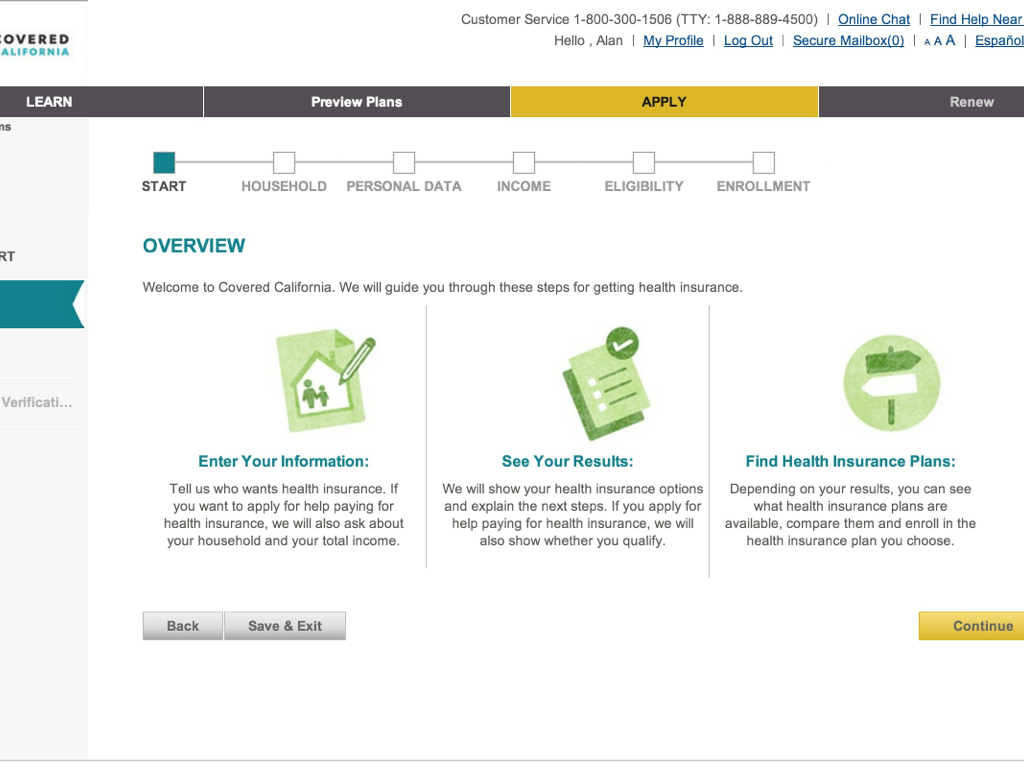 Customer Service 1-800-300-1506 (TTY: 1-888-889-4500) | Online Chat | Find Help Near
OVERED
ALIFORNIA
Hello , Alan | My Profile | Log Out | Secure Mailbox(0) | A A A | Español
LEARN Preview Plans APPLY Renew
ns
START HOUSEHOLD PERSONAL DATA INCOME ELIGIBILITY ENROLLMENT
OVERVIEW
RT
Welcome to Covered California. We will guide you through these steps for getting health insurance.
Verificati...
Enter Your Information:
Tell us who wants health insurance. If
you want to apply for help paying for
health insurance, we will also ask about
your household and your total income.
See Your Results:
We will show your health insurance options
and explain the next steps. If you apply for
help paying for health insurance, we will
also show whether you qualify.
Find Health Insurance Plans:
Depending on your results, you can see
what health insurance plans are
available, compare them and enroll in the
health insurance plan you choose.
Back Save & Exit Continue